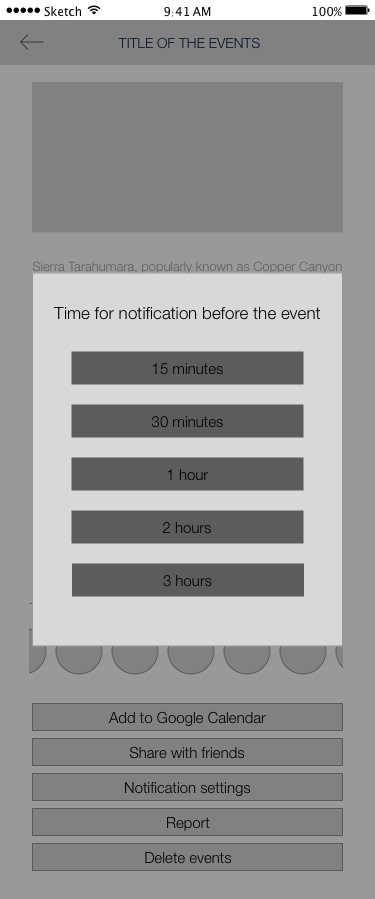 Sketch 9:41 AM 100%
TITLE OF THE EVENTS
Sierra Tarahumara, popularly known as Copper Canyon
Time for notification before the event
15 minutes
30 minutes
1 hour
2 hours
3 hours
Add to Google Calendar
Share with friends
Notification settings
Report
Delete events